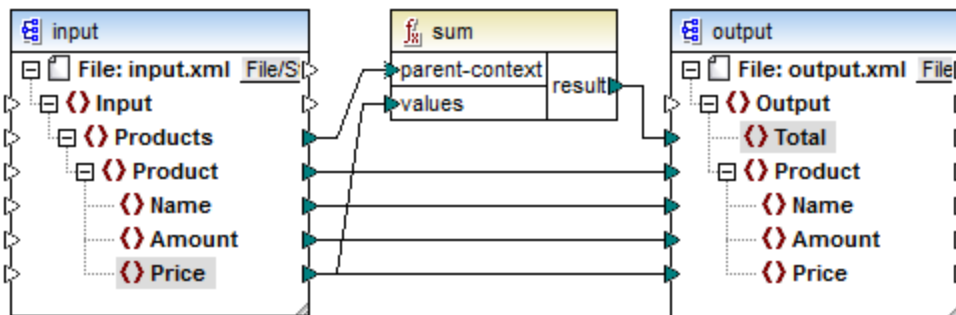 input
File: input.xml File/S
Input
Products
Product
Name
Amount
Price
sum
parent-context
values
result
output
File: output.xml File
Output
Total
Product
Name
Amount
Price